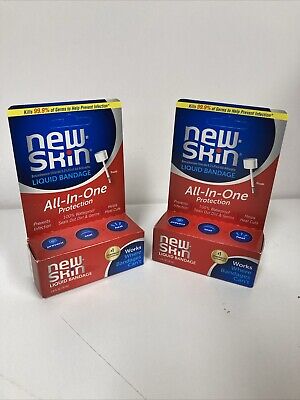 Kills 99.9% of Germs to Help Prevent Infection*
new-
skin
LIQUID BANDAGE
All-In-One
Protection
Prevents
Infection*
100% Waterproof
Seals Out Dirt & Germs
Helps
Heal Cuts
new-
skin
LIQUID BANDAGE
Works
Where
Bandages
Can't
Kills 99.9% of Germs to Help Prevent Infection*
new-
skin
LIQUID BANDAGE
All-In-One
Protection
Prevents
Infection*
100% Waterproof
Seals Out Dirt & Germs
Helps
Heal Cuts
new-
skin
LIQUID BANDAGE
#1
Works
Where
Bandages
Can't